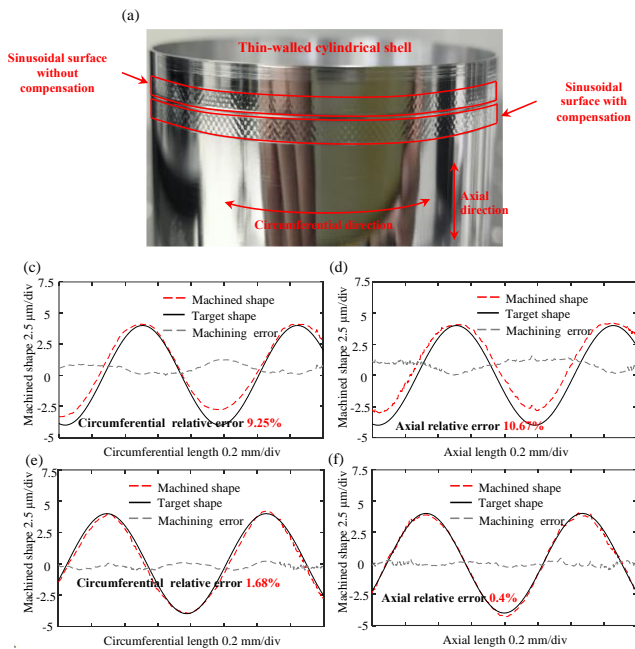 (a)
Thin-walled cylindrical shell
Sinusoidal surface
without
compensation
Sinusoidal
surface with
compensation
Axial
direction
Circumferential direction
(c)
7.5
5
2.5
0
-2.5
-5
Machined shape 2.5 μm/div
Machined shape
Target shape
Machining error
Circumferential relative error 9.25%
Circumferential length 0.2 mm/div
(d)
7.5
5
2.5
0
-2.5
-5
Machined shape 2.5 μm/div
Machined shape
Target shape
Machining error
Axial relative error 10.67%
Axial length 0.2 mm/div
(e)
7.5
5
2.5
0
-2.5
-5
Machined shape 2.5 μm/div
Machined shape
Target shape
Machining error
Circumferential relative error 1.68%
Circumferential length 0.2 mm/div
(f)
7.5
5
2.5
0
-2.5
-5
Machined shape 2.5 μm/div
Machined shape
Target shape
Machining error
Axial relative error 0.4%
Axial length 0.2 mm/div